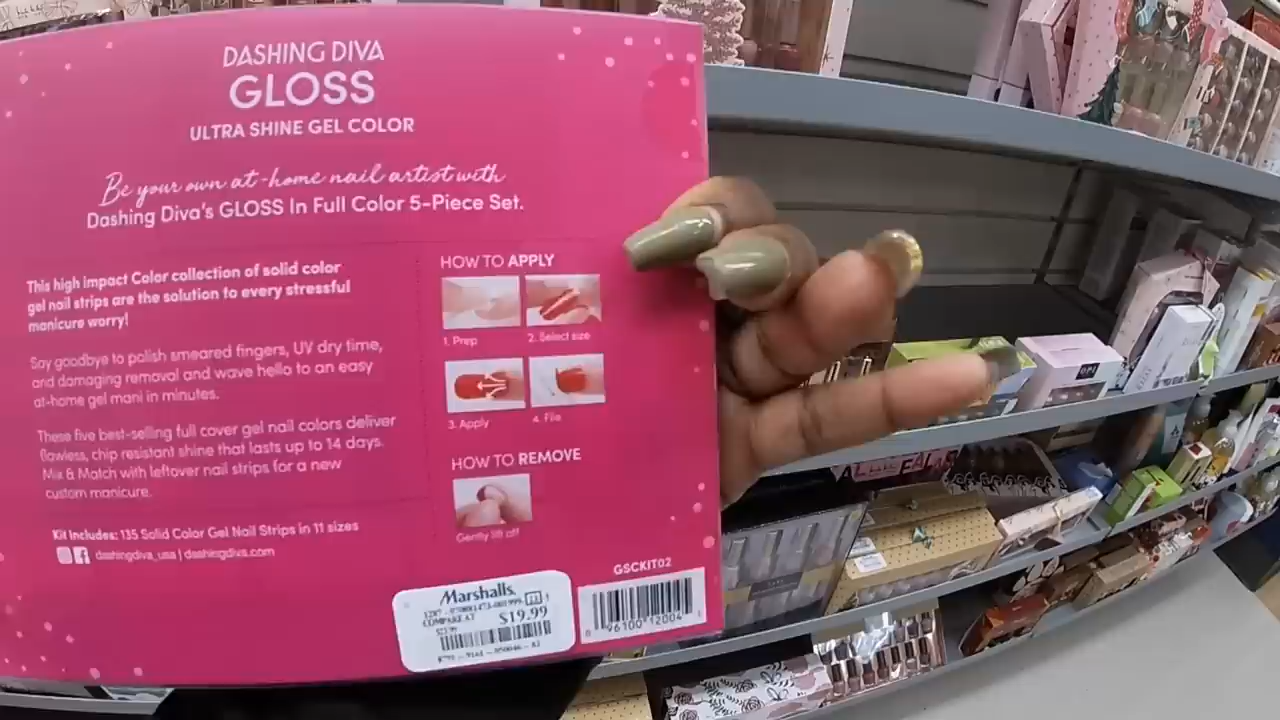 DASHING DIVA
GLOSS
ULTRA SHINE GEL COLOR
Be your own at-home nail artist with
Dashing Diva's GLOSS In Full Color 5-Piece Set.
This high impact Color collection of solid color
gel nail strips are the solution to every stressful
manicure worry!
Say goodbye to polish smeared fingers, UV dry time,
and damaging removal and wave hello to an easy
at-home gel mani in minutes.
These five best-selling full cover gel nail colors deliver
flawless, chip resistant shine that lasts up to 14 days.
Mix & Match with leftover nail strips for a new
custom manicure.
Kit Includes: 135 Solid Color Gel Nail Strips in 11 sizes
dashingdiva_usa | dashingdiva.com
HOW TO APPLY
1. Prep
2. Select size
3. Apply
4. File
HOW TO REMOVE
Gently lift off
GSCKIT02
Marshalls.
COMPARE AT
$19.99
96100 12004
OPI